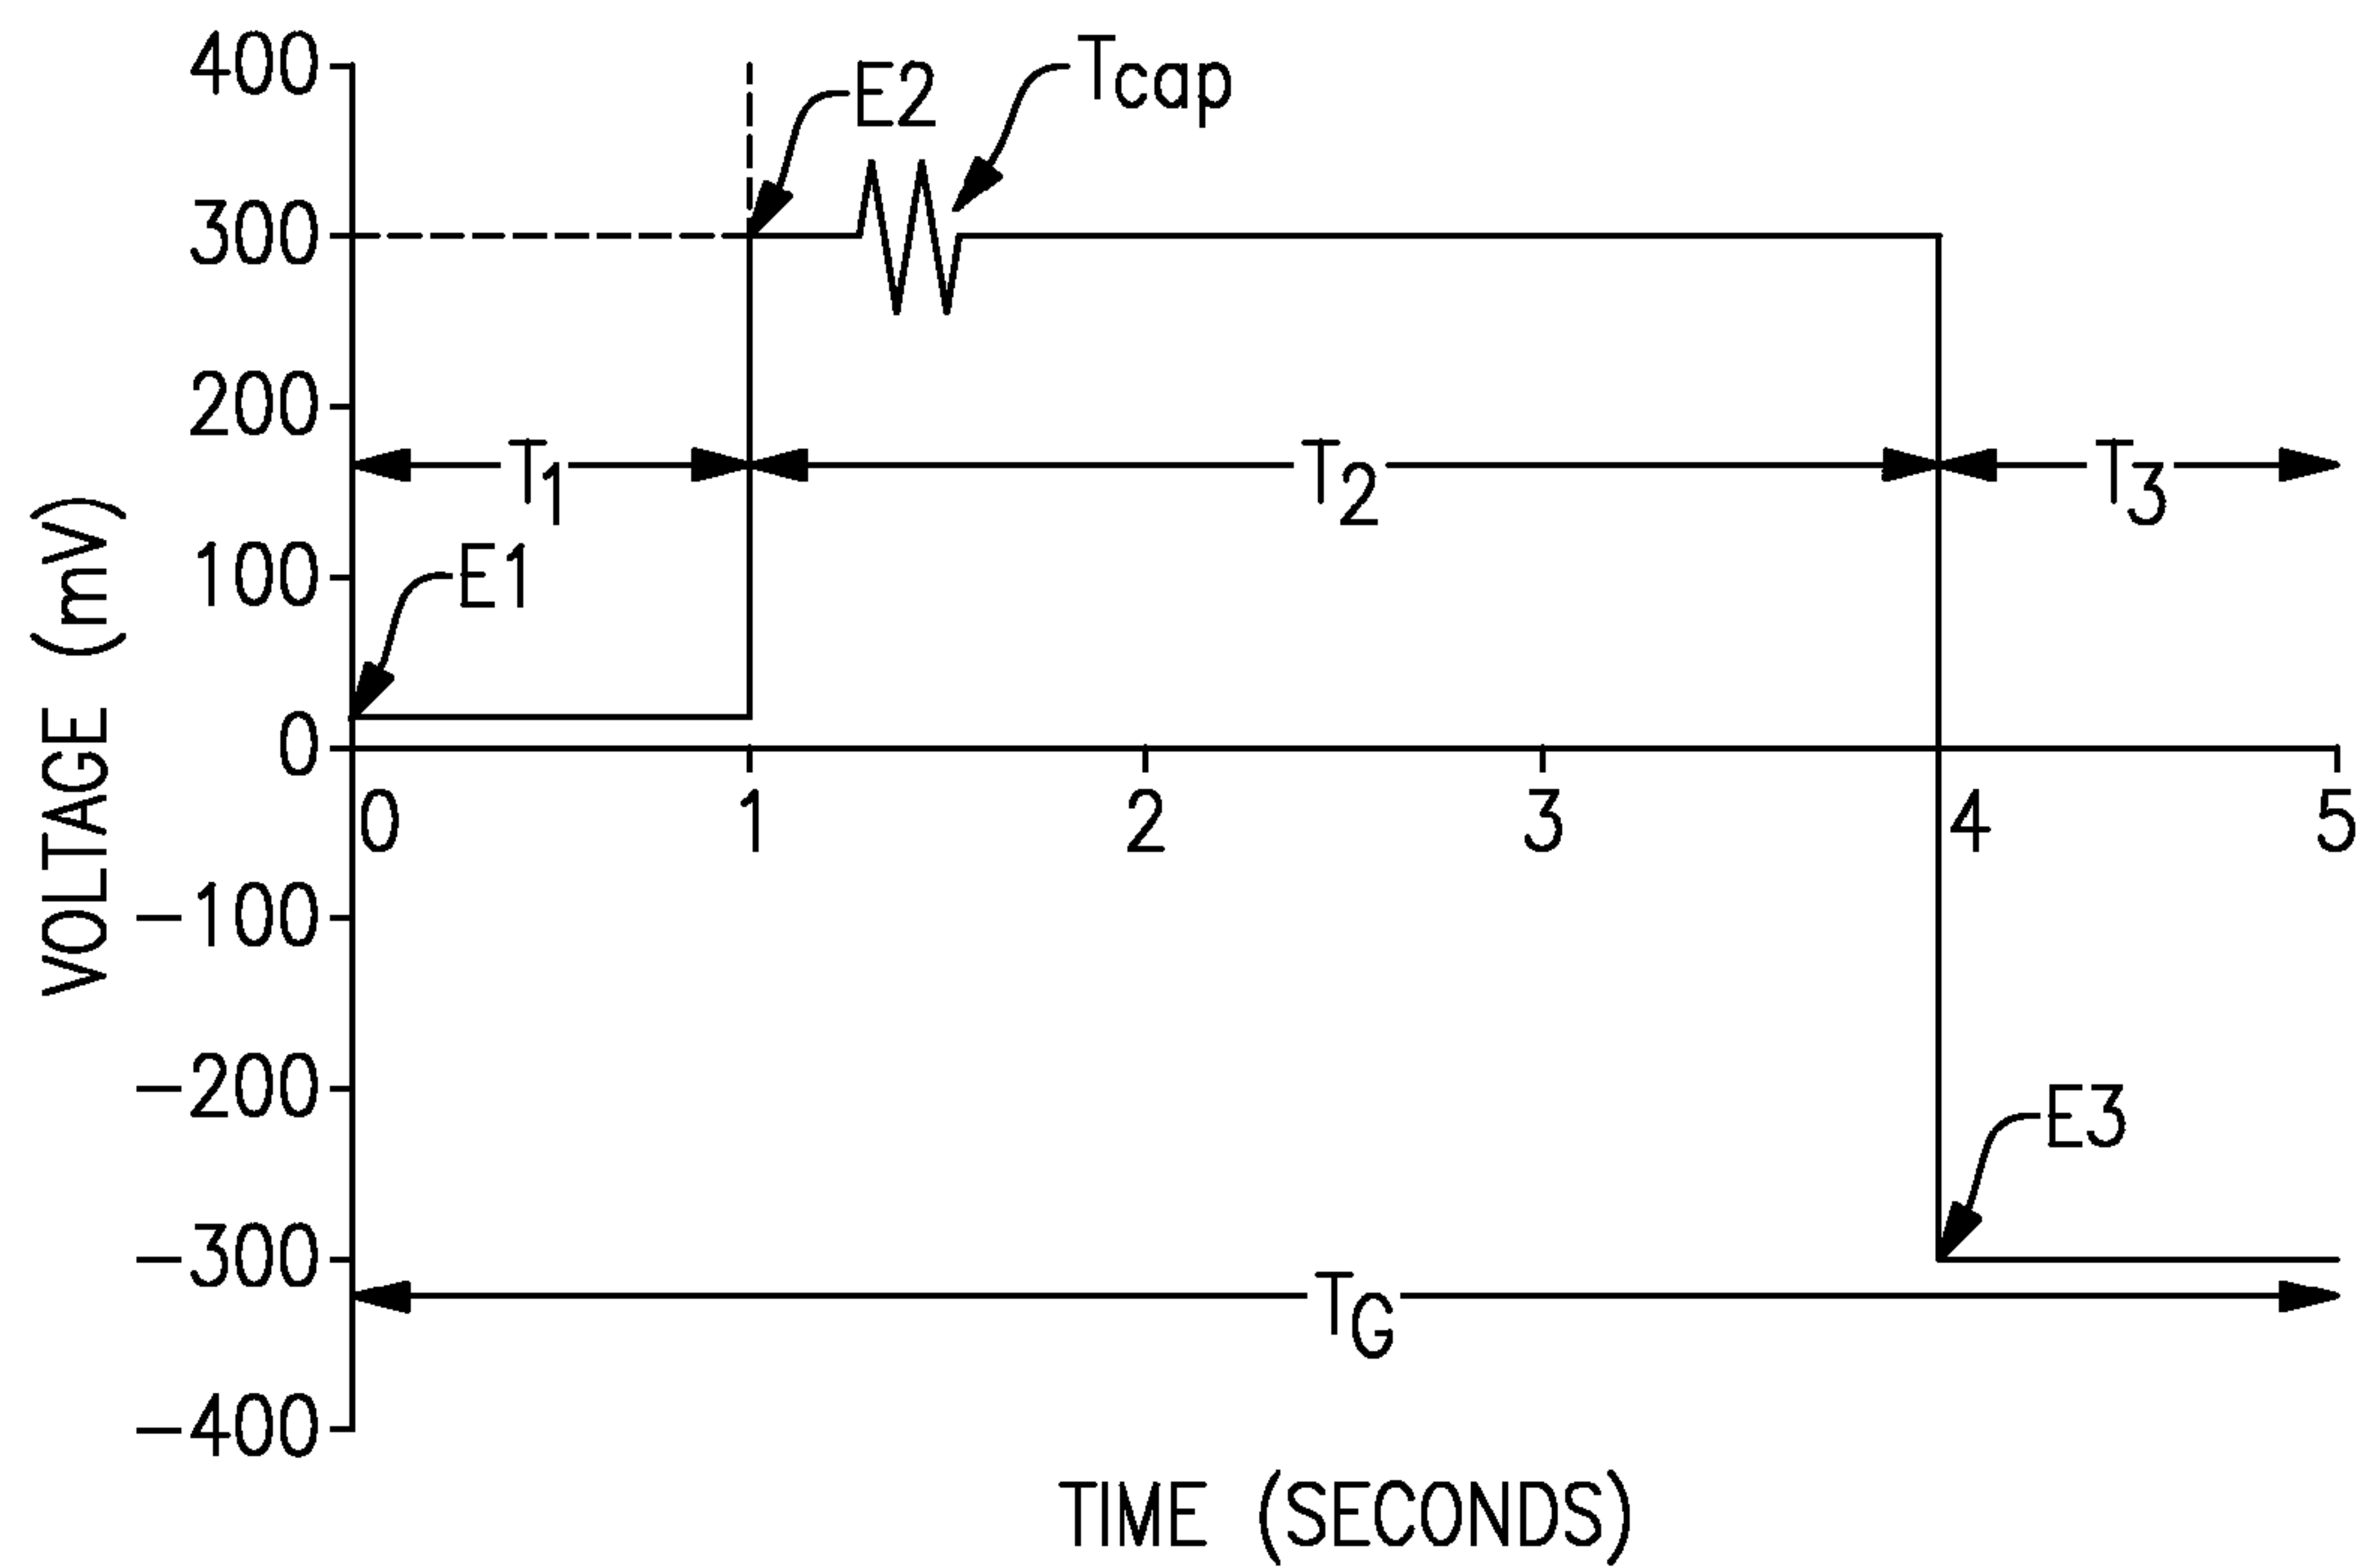 400
E2
Tcap
300
200
T1
T2
T3
100
E1
VOLTAGE (mV)
0
0
1
2
3
4
5
−100
−200
E3
−300
TG
−400
TIME (SECONDS)